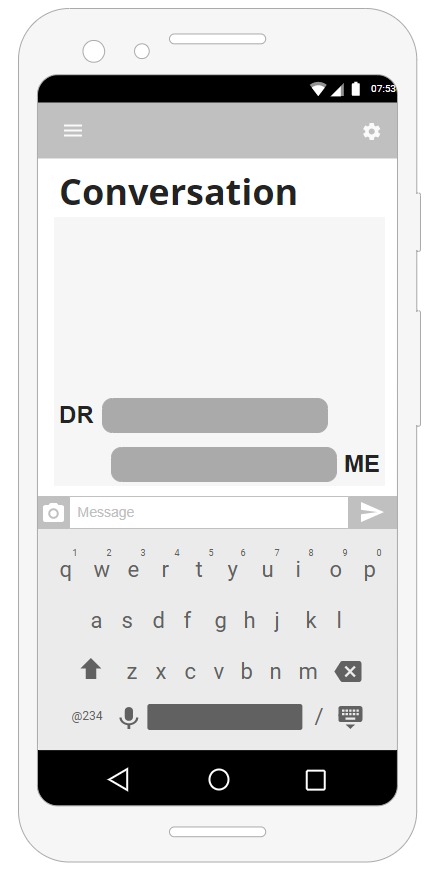 07:53
Conversation
DR
ME
Message
1 2 3 4 5 6 7 8 9 0
q w e r t y u i o p
a s d f g h j k l
z x c v b n m
@234 /